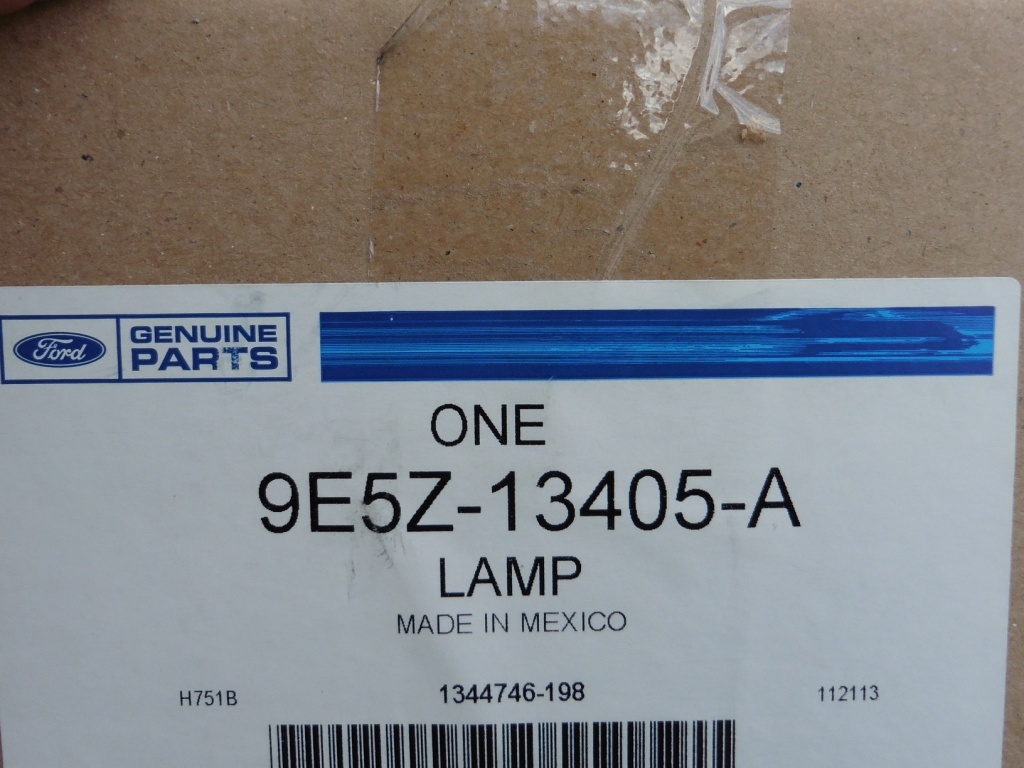 Ford
GENUINE
PARTS
ONE
9E5Z-13405-A
LAMP
MADE IN MEXICO
H751B 1344746-198 112113